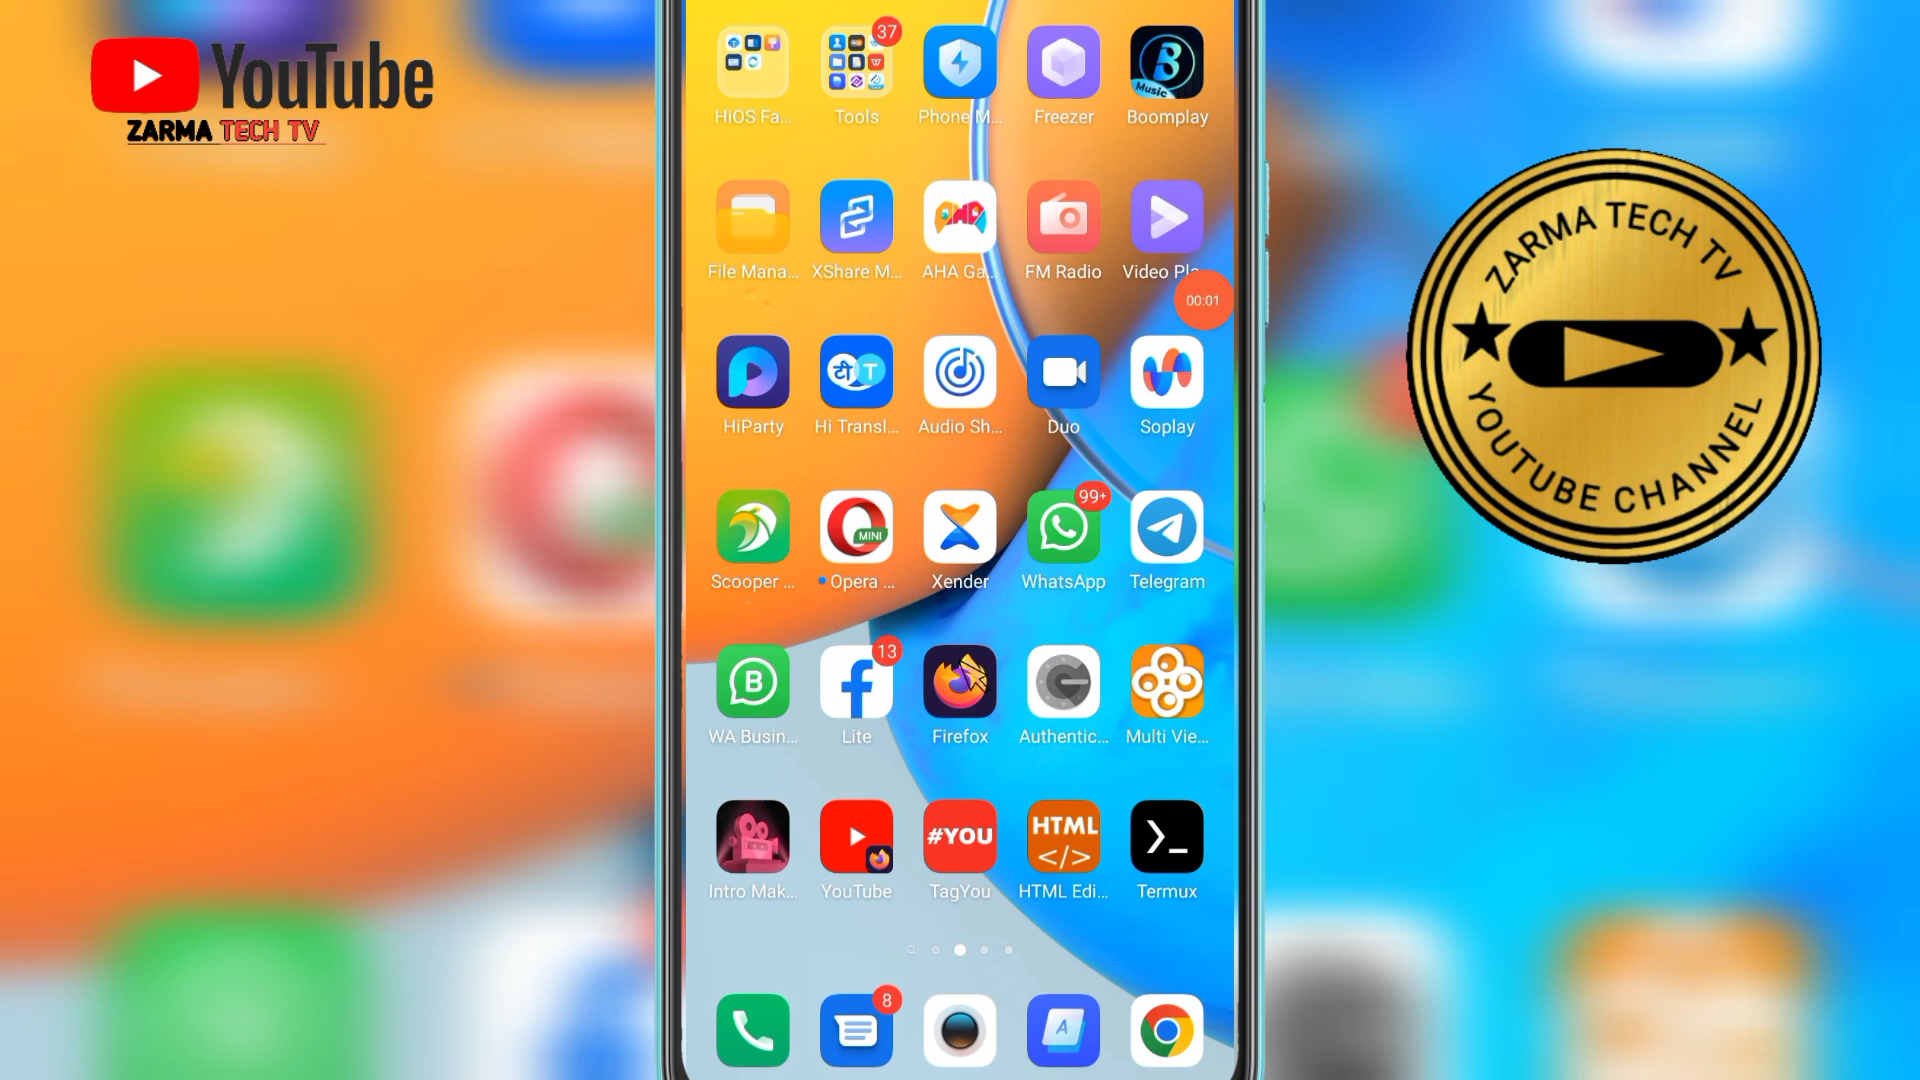 YouTube
ZARMA TECH TV
37
HiOS Fa...
Tools
Phone M...
Freezer
Music
Boomplay
File Mana...
XShare M...
AHA
AHA Ga...
FM Radio
Video Pla...
00:01
टी T
HiParty
Hi Transl...
Audio Sh...
Duo
Soplay
MINI
99+
Scooper ...
Opera ...
Xender
WhatsApp
Telegram
B
13
WA Busin...
Lite
Firefox
Authentic...
Multi Vie...
#YOU
HTML
</>
Intro Mak...
YouTube
TagYou
HTML Edi...
Termux
8
A
ZARMA TECH TV
YOUTUBE CHANNEL